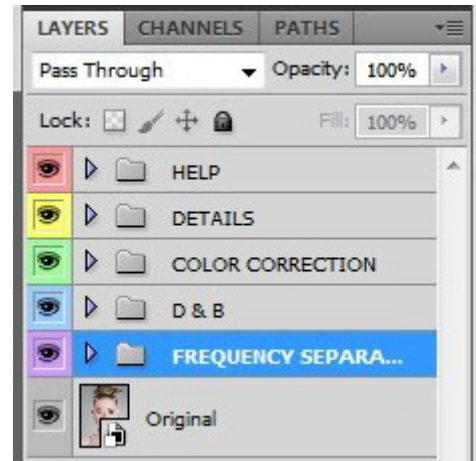 LAYERS CHANNELS PATHS
Pass Through Opacity: 100%
Lock: Fill: 100%
HELP
DETAILS
COLOR CORRECTION
D & B
FREQUENCY SEPARA...
Original